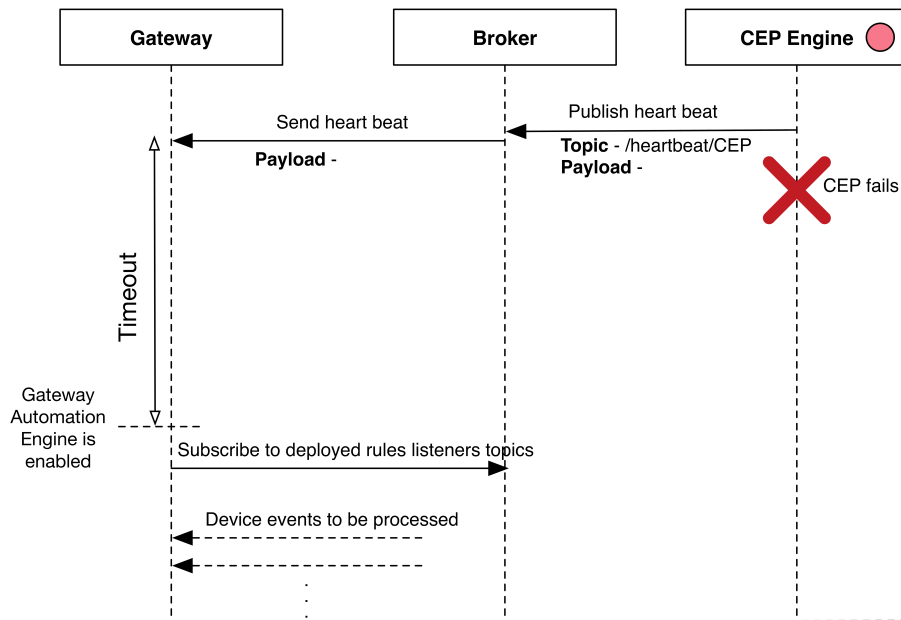 Gateway
Broker
CEP Engine
Publish heart beat
Send heart beat
Topic - /heartbeat/CEP
Payload -
Payload -
CEP fails
Timeout
Gateway
Automation
Engine is
enabled
Subscribe to deployed rules listeners topics
Device events to be processed